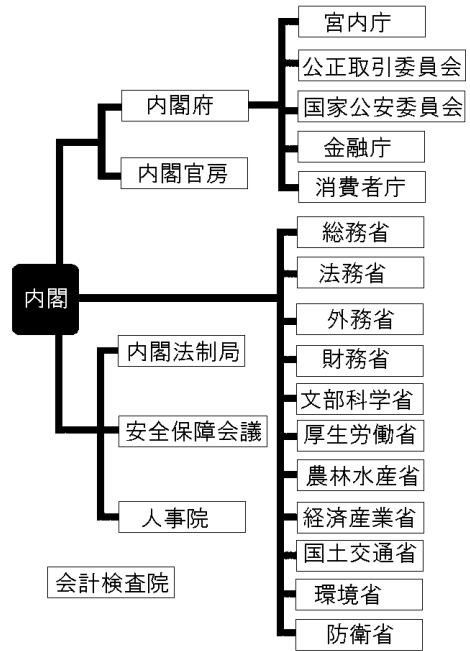 内閣
内閣府
内閣官房
宮内庁
公正取引委員会
国家公安委員会
金融庁
消費者庁
総務省
法務省
外務省
財務省
文部科学省
厚生労働省
農林水産省
経済産業省
国土交通省
環境省
防衛省
内閣法制局
安全保障会議
人事院
会計検査院